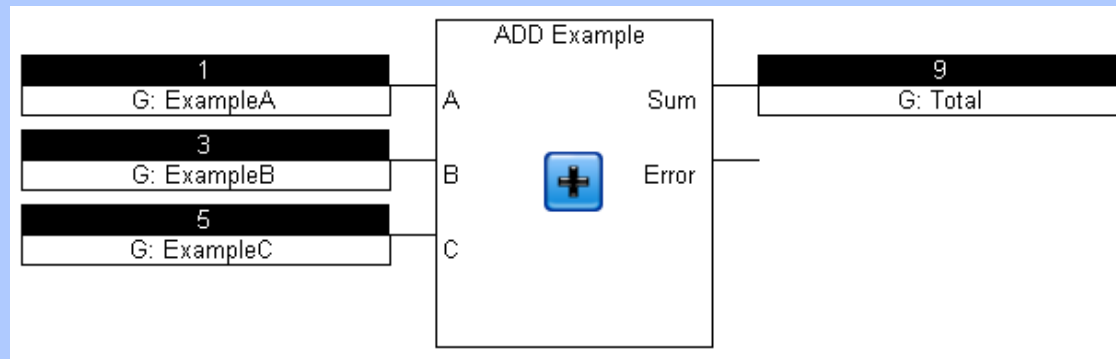 ADD Example
1
G: ExampleA
A
Sum
9
G: Total
3
G: ExampleB
B
Error
5
G: ExampleC
C